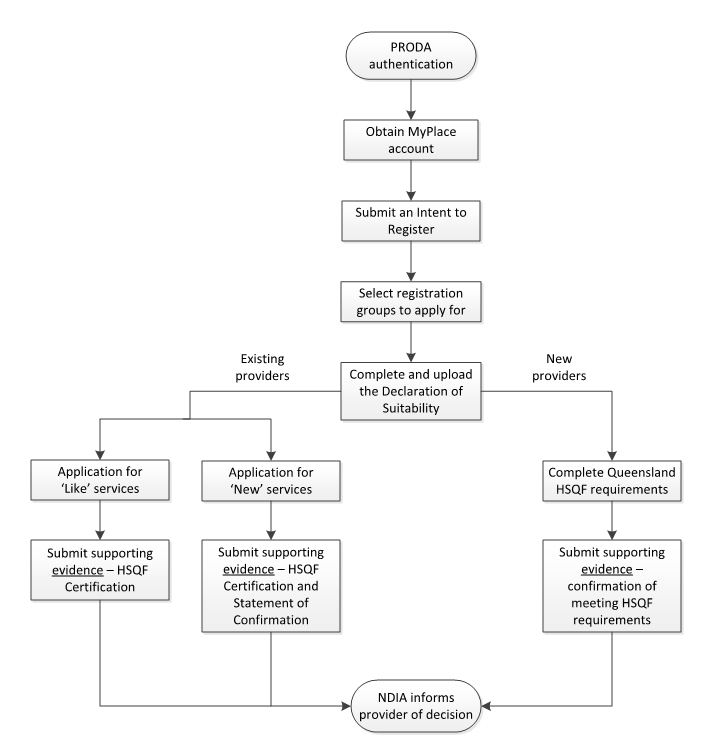 PRODA
authentication
Obtain MyPlace
account
Submit an Intent to
Register
Select registration
groups to apply for
Existing
providers
Complete and upload
the Declaration of
Suitability
New
providers
Application for
‘Like’ services
Application for
‘New’ services
Complete Queensland
HSQF requirements
Submit supporting
evidence – HSQF
Certification
Submit supporting
evidence – HSQF
Certification and
Statement of
Confirmation
Submit supporting
evidence –
confirmation of
meeting HSQF
requirements
NDIA informs
provider of decision